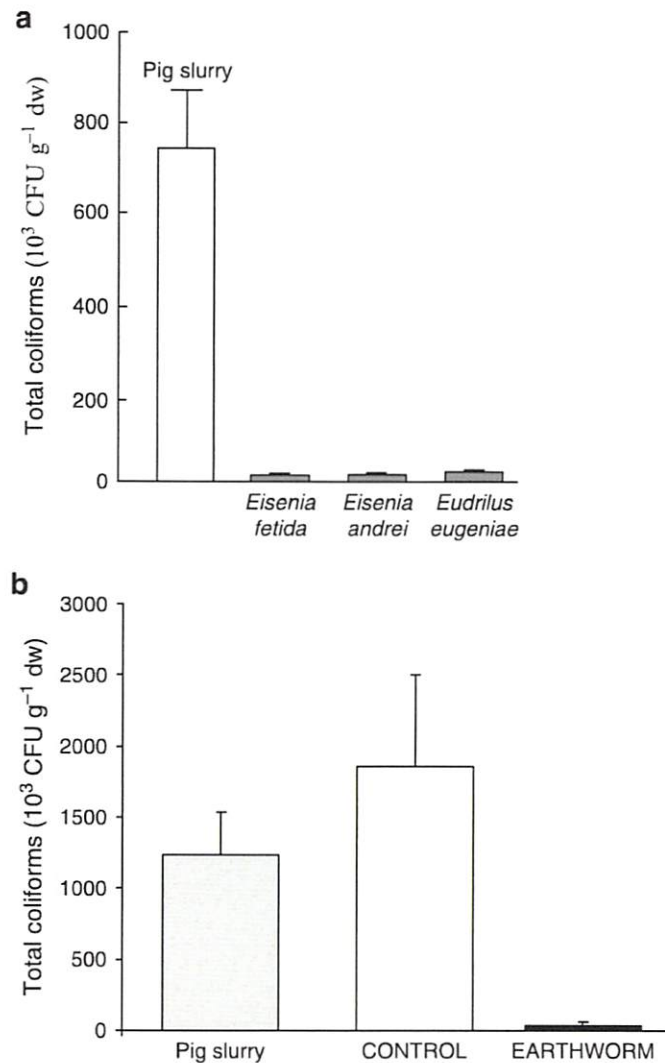 a
Total coliforms (10³ CFU g⁻¹ dw)
1000
800
600
400
200
0
Pig slurry
Eisenia fetida
Eisenia andrei
Eudrilus eugeniae
b
Total coliforms (10³ CFU g⁻¹ dw)
3000
2500
2000
1500
1000
500
0
Pig slurry
CONTROL
EARTHWORM